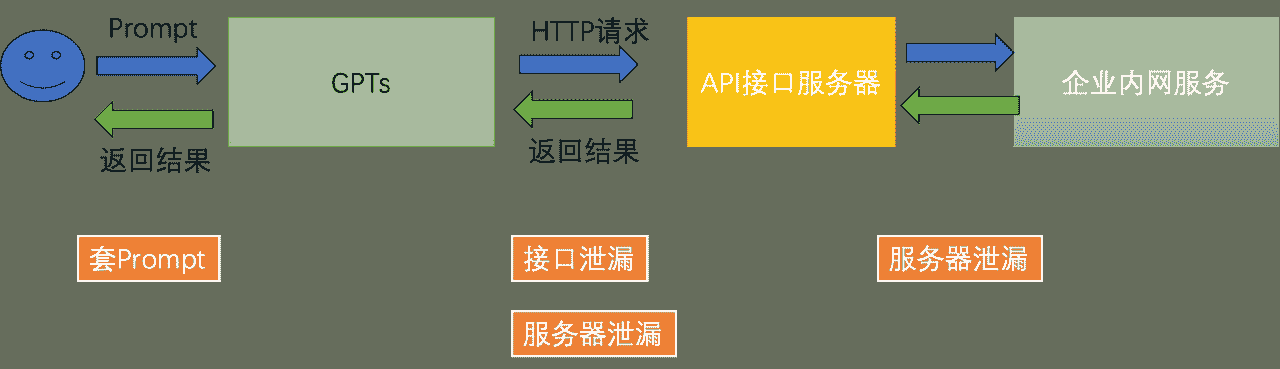 Prompt
返回结果
GPTs
HTTP请求
返回结果
API接口服务器
企业内网服务
套Prompt
接口泄漏
服务器泄漏
服务器泄漏